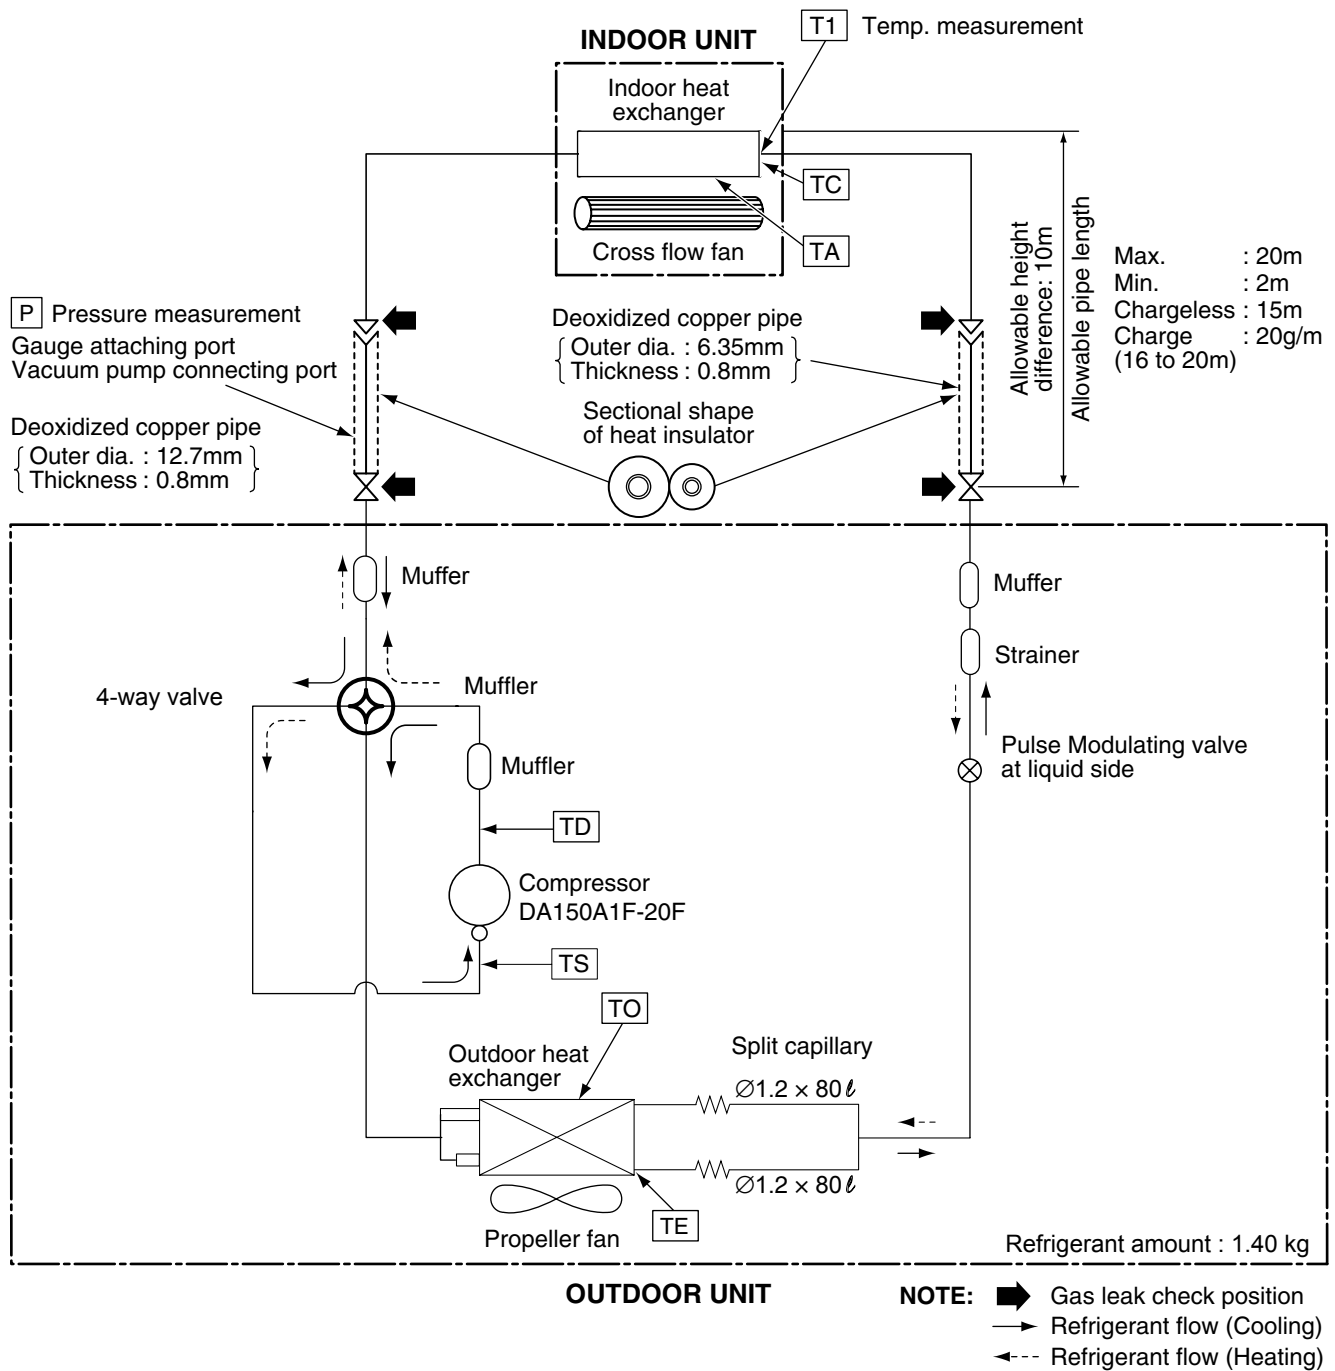 T1 Temp. measurement
INDOOR UNIT
Indoor heat
exchanger
TC
Cross flow fan
TA
Allowable height
difference: 10m
Allowable pipe length
Max. : 20m
Min. : 2m
Chargeless : 15m
Charge : 20g/m
(16 to 20m)
P Pressure measurement
Gauge attaching port
Vacuum pump connecting port
Deoxidized copper pipe
Outer dia. : 12.7mm
Thickness : 0.8mm
Deoxidized copper pipe
Outer dia. : 6.35mm
Thickness : 0.8mm
Sectional shape
of heat insulator
Muffer
Muffer
Strainer
4-way valve
Muffler
Muffler
Pulse Modulating valve
at liquid side
TD
Compressor
DA150A1F-20F
TS
TO
Outdoor heat
exchanger
Split capillary
∅1.2 × 80 ℓ
∅1.2 × 80 ℓ
TE
Propeller fan
Refrigerant amount : 1.40 kg
OUTDOOR UNIT
NOTE: Gas leak check position
Refrigerant flow (Cooling)
Refrigerant flow (Heating)